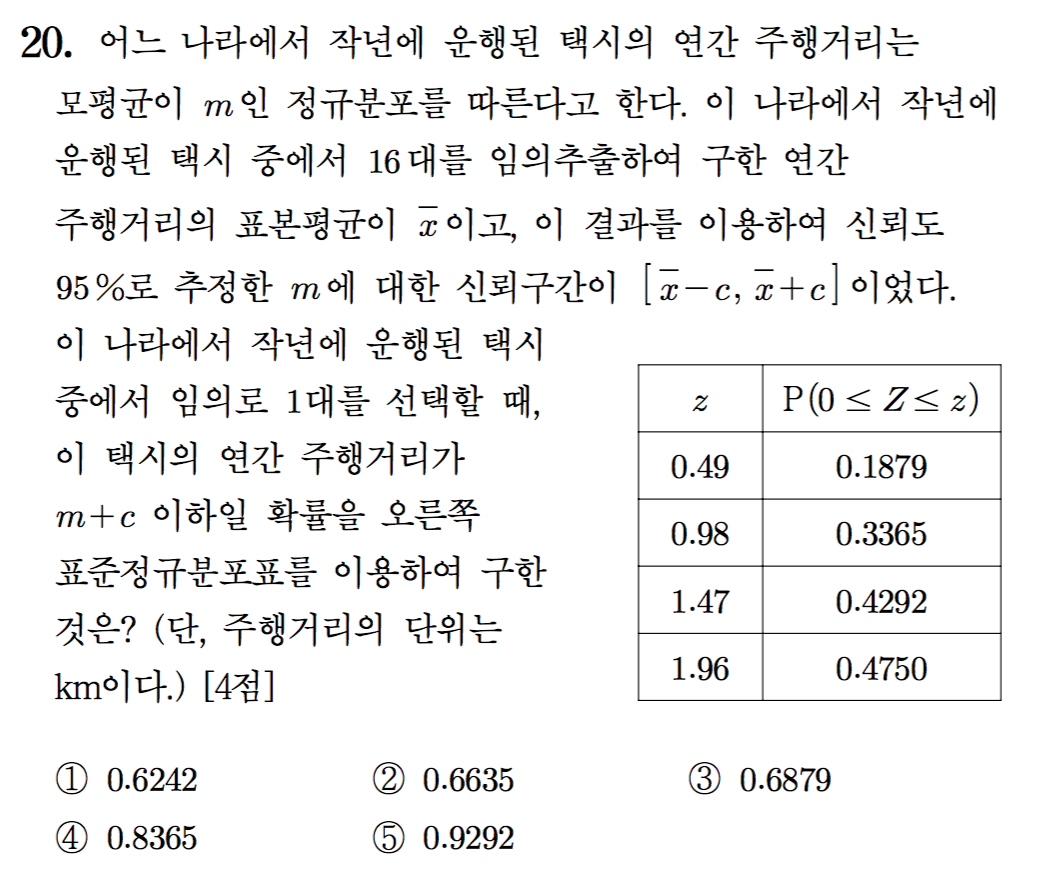 20. 어느 나라에서 작년에 운행된 택시의 연간 주행거리는
모평균이 m인 정규분포를 따른다고 한다. 이 나라에서 작년에
운행된 택시 중에서 16대를 임의추출하여 구한 연간
주행거리의 표본평균이 x̄이고, 이 결과를 이용하여 신뢰도
95%로 추정한 m에 대한 신뢰구간이 [x̄-c, x̄+c]이었다.
이 나라에서 작년에 운행된 택시
중에서 임의로 1대를 선택할 때,
이 택시의 연간 주행거리가
m+c 이하일 확률을 오른쪽
표준정규분포표를 이용하여 구한
것은? (단, 주행거리의 단위는
km이다.) [4점]
z P(0≤Z≤z)
0.49 0.1879
0.98 0.3365
1.47 0.4292
1.96 0.4750
① 0.6242 ② 0.6635 ③ 0.6879
④ 0.8365 ⑤ 0.9292